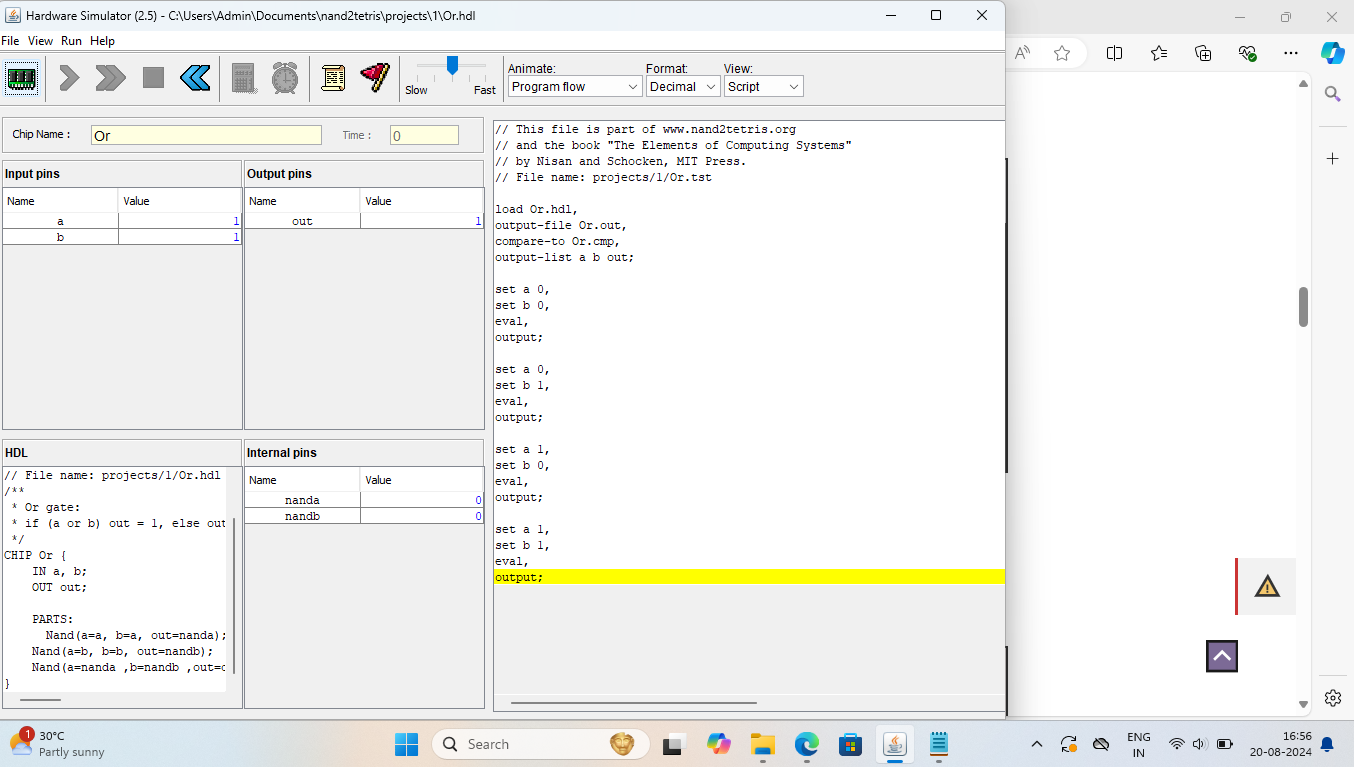 Hardware Simulator (2.5) - C:\Users\Admin\Documents\nand2tetris\projects\1\Or.hdl
File View Run Help
Slow Fast
Animate: Format: View:
Program flow Decimal Script
Chip Name : Or Time : 0
Input pins
Name Value
a 1
b 1
Output pins
Name Value
out 1
HDL
// File name: projects/1/Or.hdl
/**
* Or gate:
* if (a or b) out = 1, else out
*/
CHIP Or {
IN a, b;
OUT out;
PARTS:
Nand(a=a, b=a, out=nanda);
Nand(a=b, b=b, out=nandb);
Nand(a=nanda ,b=nandb ,out=
}
Internal pins
Name Value
nanda 0
nandb 0
// This file is part of www.nand2tetris.org
// and the book "The Elements of Computing Systems"
// by Nisan and Schocken, MIT Press.
// File name: projects/1/Or.tst
load Or.hdl,
output-file Or.out,
compare-to Or.cmp,
output-list a b out;
set a 0,
set b 0,
eval,
output;
set a 0,
set b 1,
eval,
output;
set a 1,
set b 0,
eval,
output;
set a 1,
set b 1,
eval,
output;
1
30°C
Partly sunny
Search
ENG
IN
16:56
20-08-2024